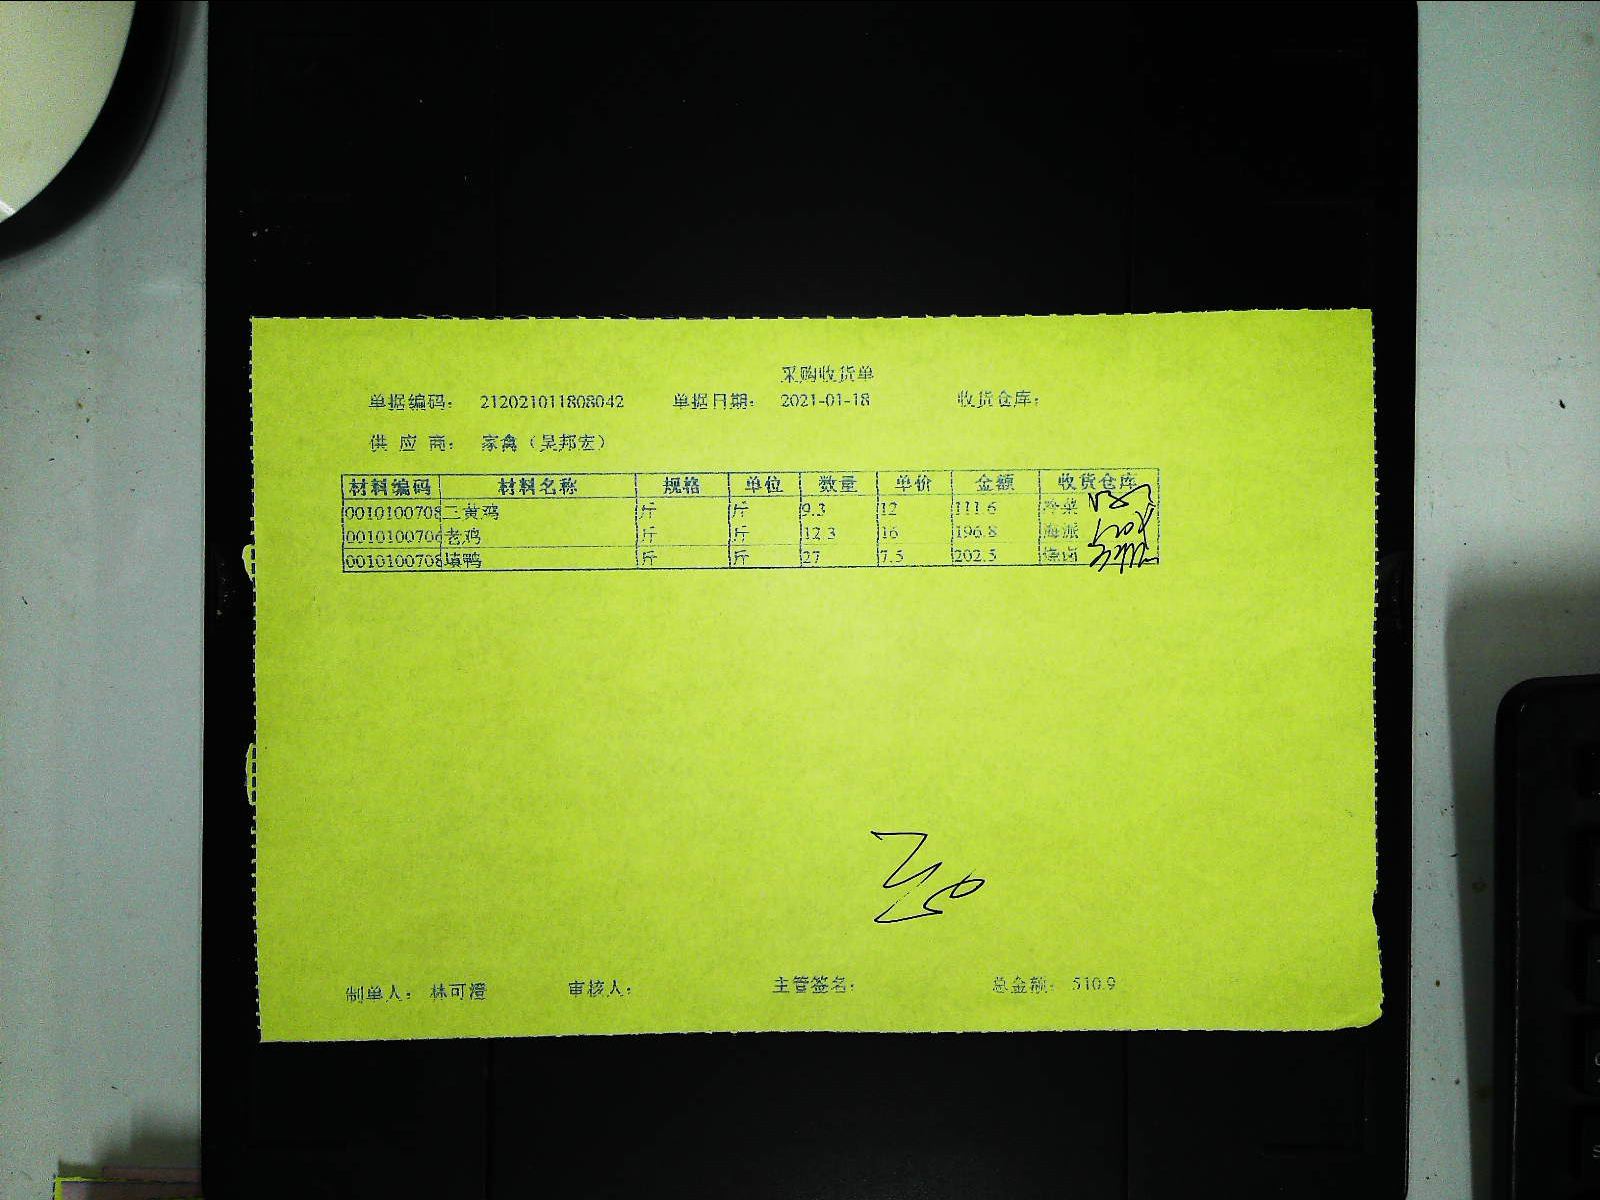 采购收货单
单据编码: 212021011808042 单据日期: 2021-01-18 收货仓库:
供 应 商: 家禽（吴邦宏）
材料编码 材料名称 规格 单位 数量 单价 金额 收货仓库
0010100708 三黄鸡 斤 斤 9.3 12 111.6 冷菜
0010100706 老鸡 斤 斤 12.3 16 196.8 海派
0010100708 填鸭 斤 斤 27 7.5 202.5 烧卤
制单人: 林可澄 审核人: 主管签名: 总金额: 510.9